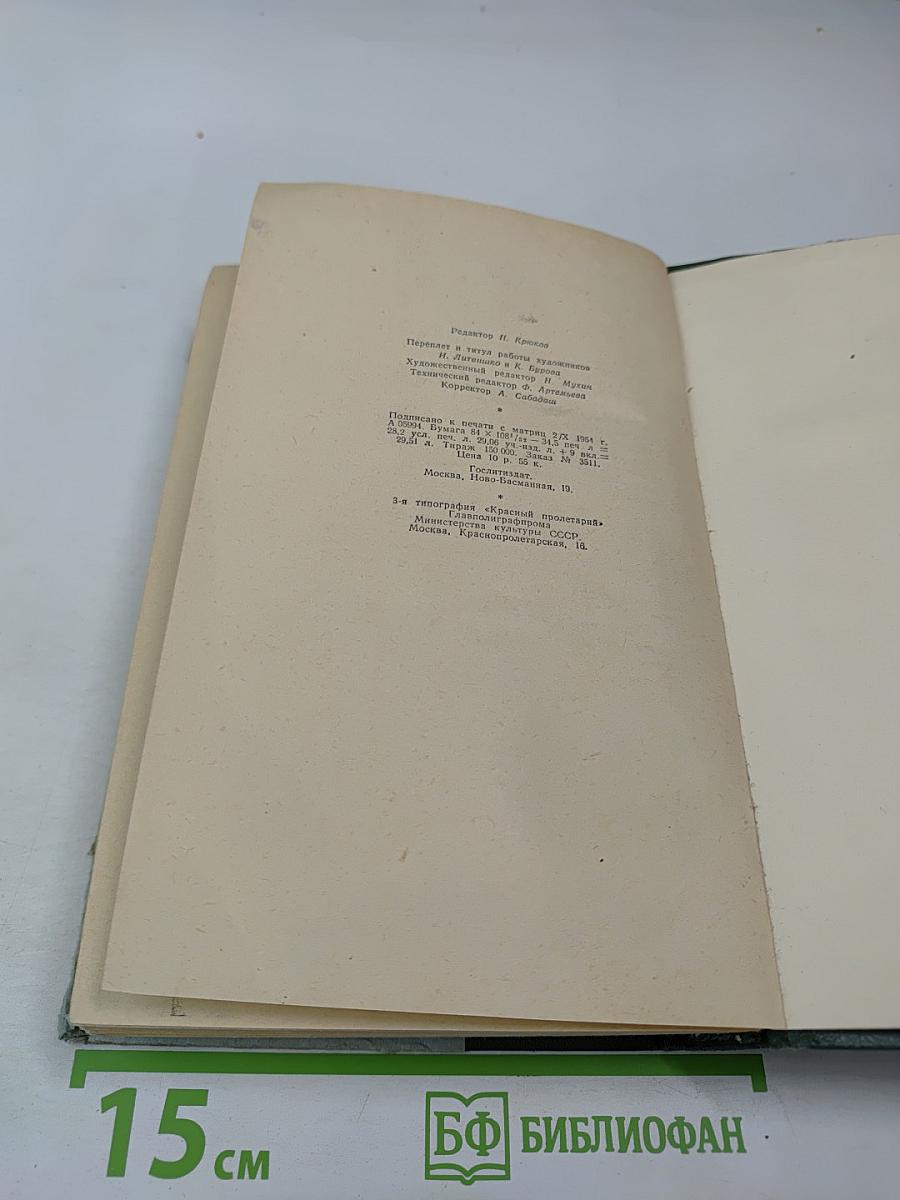 Редактор Н. Крюков
Переплет и титул работы художников
И. Литвишко и К. Бурова
Художественный редактор Н. Мухин
Технический редактор Ф. Артемьева
Корректор А. Сабадаш
*
Подписано к печати с матриц 2/X 1954 г.
А 05994. Бумага 84 × 108¹/₃₂ — 34,5 печ. л =
28,2 усл. печ. л. 29,06 уч.-изд. л. + 9 вкл.=
29,51 л. Тираж 150 000. Заказ № 3511.
Цена 10 р. 55 к.
Гослитиздат.
Москва, Ново-Басманная, 19.
*
3-я типография «Красный пролетарий»
Главполиграфпрома
Министерства культуры СССР.
Москва, Краснопролетарская, 16.
15 см
БФ БИБЛИОФАН